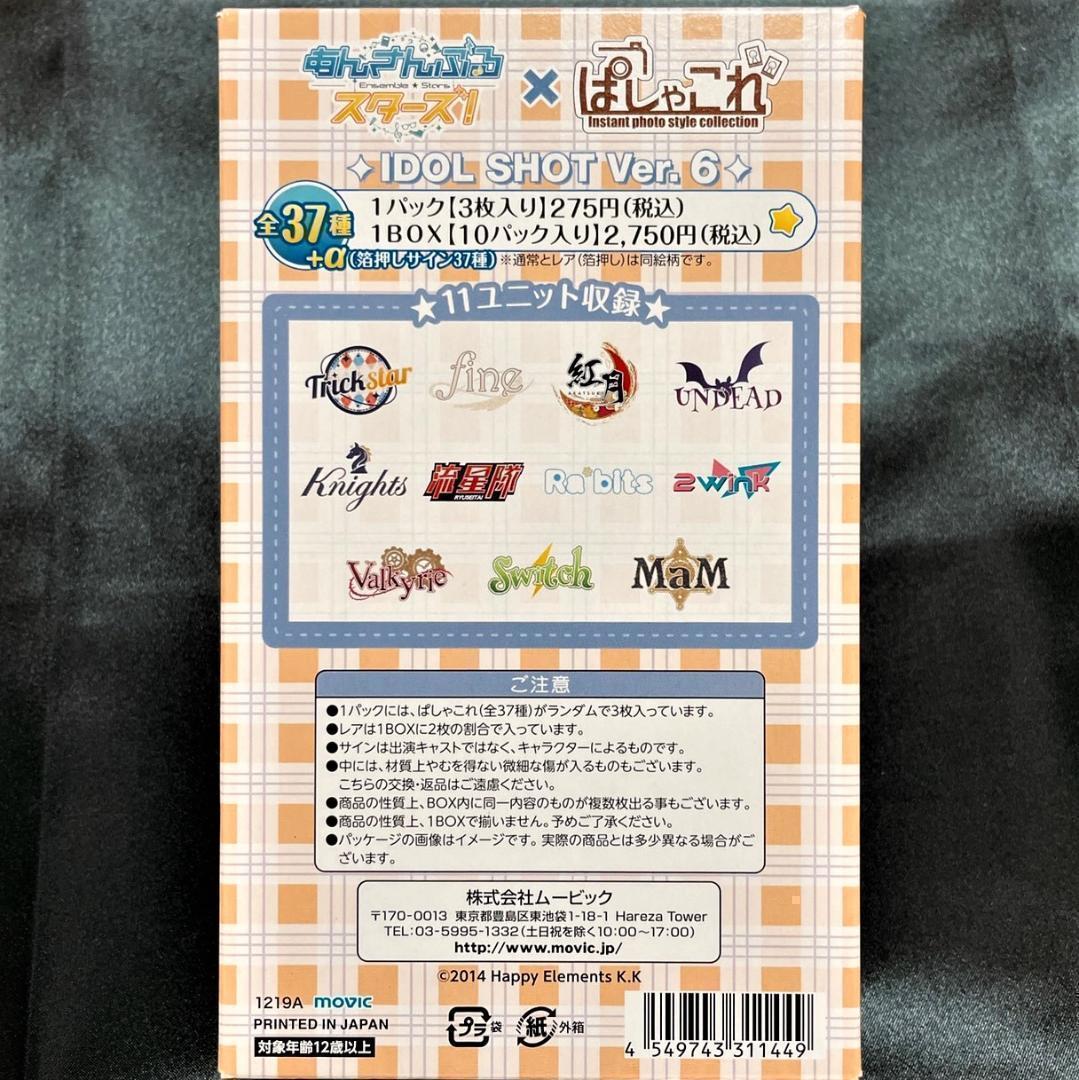 あんさんぶる
Ensemble★Stars
スターズ!
×
ぱしゃこれ
Instant photo style collection
IDOL SHOT Ver. 6
全37種
+α(箔押しサイン37種)
1パック【3枚入り】275円(税込)
1BOX【10パック入り】2,750円(税込)
※通常とレア(箔押し)は同絵柄です。
★11ユニット収録★
Trickstar
fine
紅月
AKATSUKI
UNDEAD
Knights
流星隊
RYUSEITAI
Ra*bits
2wink
Valkyrie
Switch
MaM
ご注意
●1パックには、ぱしゃこれ(全37種)がランダムで3枚入っています。
●レアは1BOXに2枚の割合で入っています。
●サインは出演キャストではなく、キャラクターによるものです。
●中には、材質上やむを得ない微細な傷が入るものもございます。
こちらの交換・返品はご遠慮ください。
●商品の性質上、BOX内に同一内容のものが複数枚出る事もございます。
●商品の性質上、1BOXで揃いません。予めご了承ください。
●パッケージの画像はイメージです。実際の商品とは多少異なる場合がご
ざいます。
株式会社ムービック
〒170-0013 東京都豊島区東池袋1-18-1 Hareza Tower
TEL:03-5995-1332(土日祝を除く10:00〜17:00)
http://www.movic.jp/
©2014 Happy Elements K.K
1219A movic
PRINTED IN JAPAN
対象年齢12歳以上
プラ 袋
紙 外箱
4 549743 311449